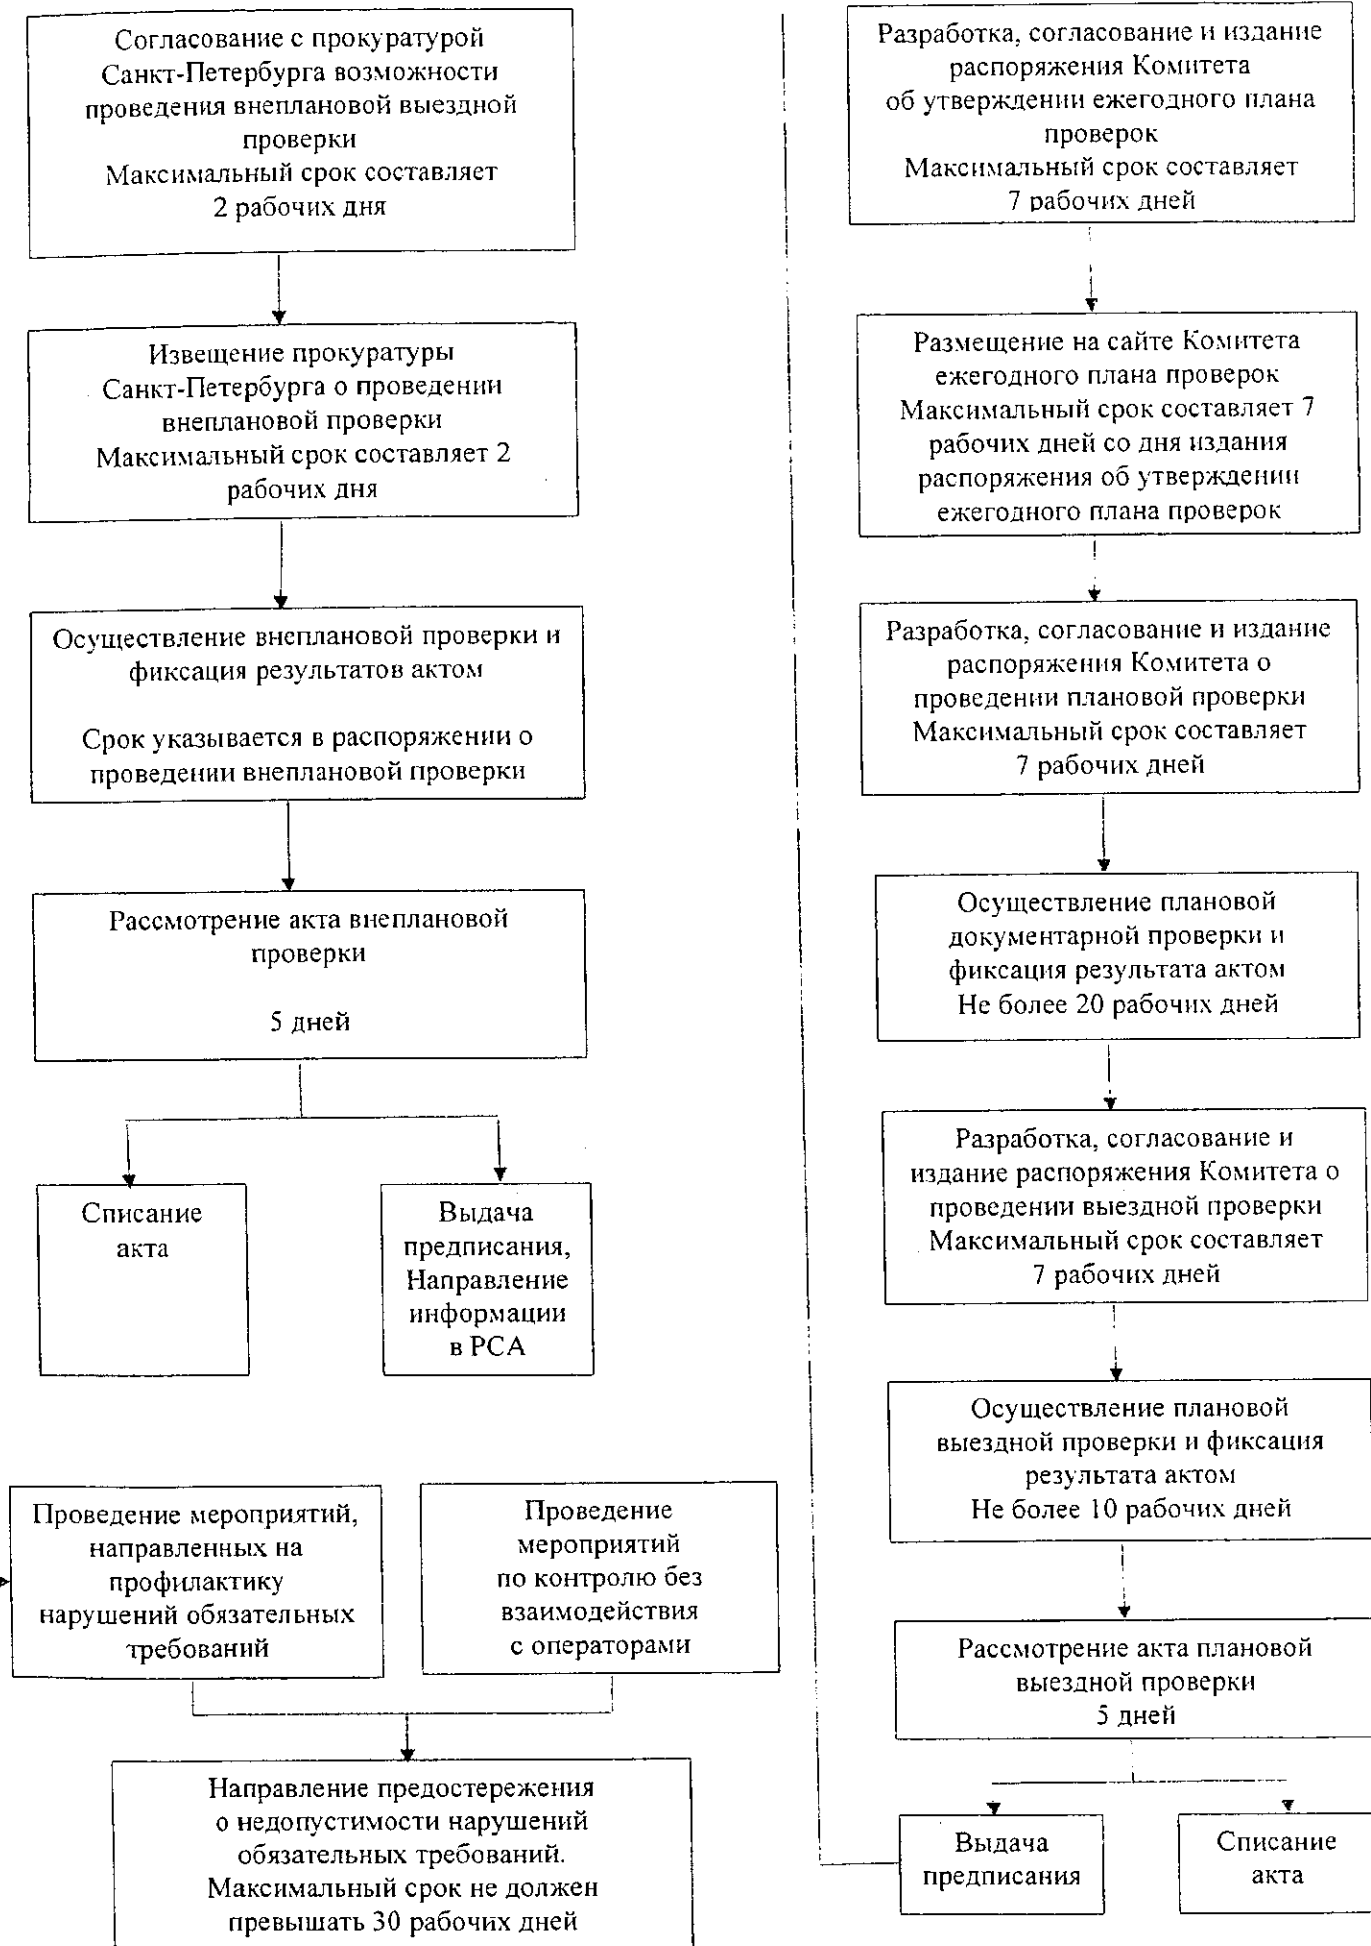 Согласование с прокуратурой
Санкт-Петербурга возможности
проведения внеплановой выездной
проверки
Максимальный срок составляет
2 рабочих дня
Извещение прокуратуры
Санкт-Петербурга о проведении
внеплановой проверки
Максимальный срок составляет 2
рабочих дня
Осуществление внеплановой проверки и
фиксация результатов актом
Срок указывается в распоряжении о
проведении внеплановой проверки
Рассмотрение акта внеплановой
проверки
5 дней
Списание
акта
Выдача
предписания,
Направление
информации
в РСА
Проведение мероприятий,
направленных на
профилактику
нарушений обязательных
требований
Проведение
мероприятий
по контролю без
взаимодействия
с операторами
Направление предостережения
о недопустимости нарушений
обязательных требований.
Максимальный срок не должен
превышать 30 рабочих дней
Разработка, согласование и издание
распоряжения Комитета
об утверждении ежегодного плана
проверок
Максимальный срок составляет
7 рабочих дней
Размещение на сайте Комитета
ежегодного плана проверок
Максимальный срок составляет 7
рабочих дней со дня издания
распоряжения об утверждении
ежегодного плана проверок
Разработка, согласование и издание
распоряжения Комитета о
проведении плановой проверки
Максимальный срок составляет
7 рабочих дней
Осуществление плановой
документарной проверки и
фиксация результата актом
Не более 20 рабочих дней
Разработка, согласование и
издание распоряжения Комитета о
проведении выездной проверки
Максимальный срок составляет
7 рабочих дней
Осуществление плановой
выездной проверки и фиксация
результата актом
Не более 10 рабочих дней
Рассмотрение акта плановой
выездной проверки
5 дней
Выдача
предписания
Списание
акта